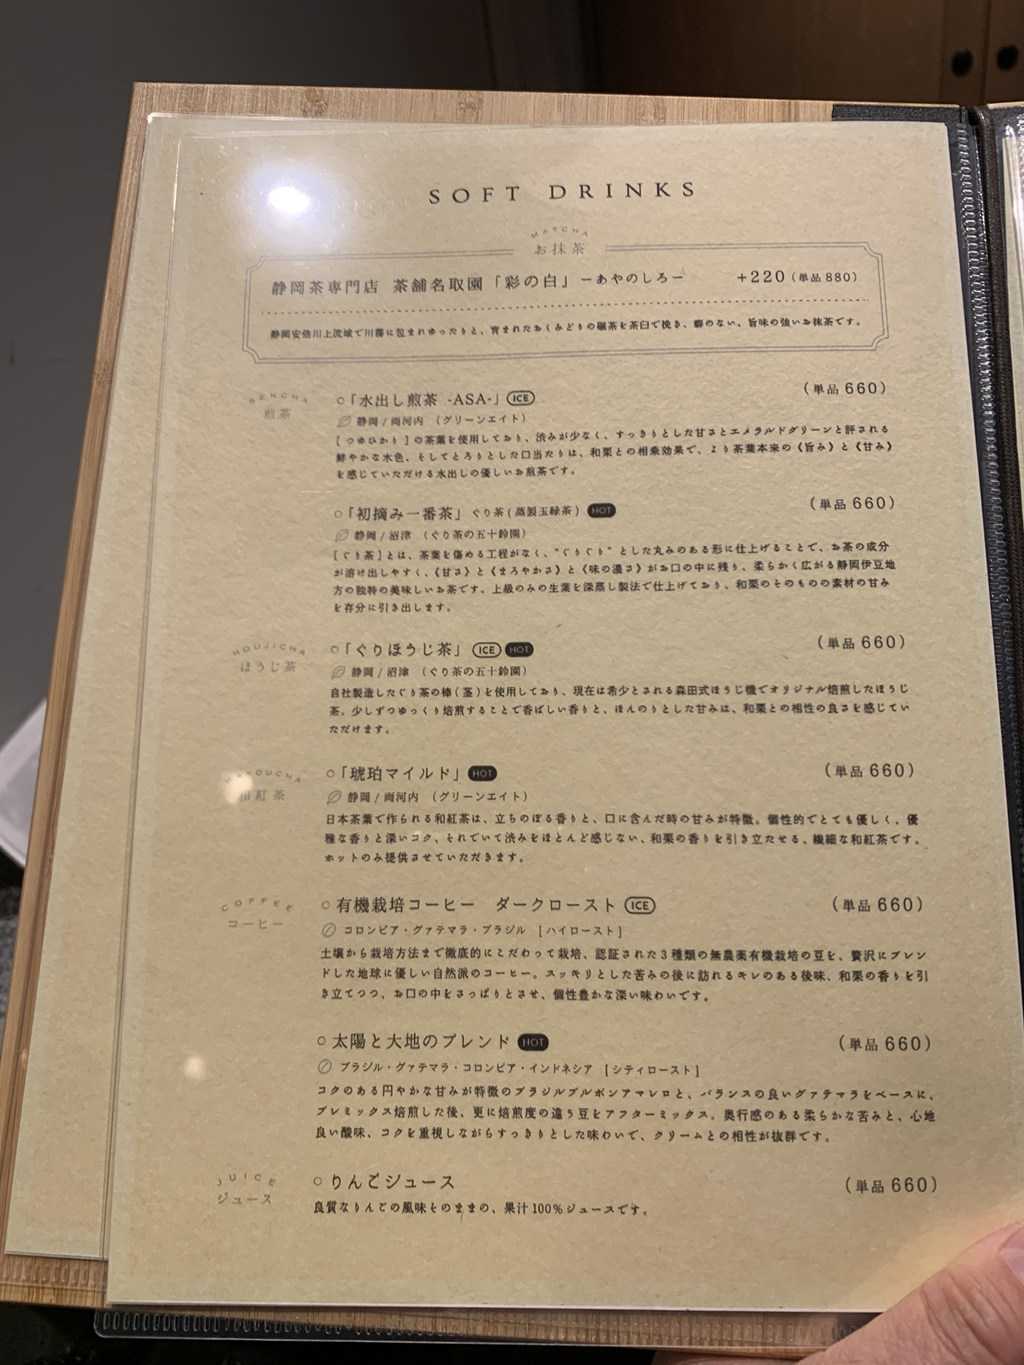 SOFT DRINKS
MATCHA
お抹茶
静岡茶専門店 茶舗名取園「彩の白」ーあやのしろー +220(単品 880)
静岡安倍川上流域で川霧に包まれゆったりと、育まれたおくみどりの碾茶を茶臼で挽き、癖のない、旨味の強いお抹茶です。
SENCHA
煎茶
○「水出し煎茶 -ASA-」 ICE (単品 660)
静岡 / 両河内 (グリーンエイト)
[つゆひかり]の茶葉を使用しており、渋みが少なく、すっきりとした甘さとエメラルドグリーンと評される
鮮やかな水色、そしてとろりとした口当たりは、和栗との相乗効果で、より茶葉本来の《旨み》と《甘み》
を感じていただける水出しの優しいお煎茶です。
○「初摘み一番茶」ぐり茶(蒸製玉緑茶) HOT (単品 660)
静岡 / 沼津 (ぐり茶の五十鈴園)
[ぐり茶]とは、茶葉を傷める工程がなく、"ぐりぐり"とした丸みのある形に仕上げることで、お茶の成分
が溶け出しやすく、《甘さ》と《まろやかさ》と《味の濃さ》がお口の中に残り、柔らかく広がる静岡伊豆地
方の独特の美味しいお茶です。上級のみの生葉を深蒸し製法で仕上げており、和栗のそのものの素材の甘み
を存分に引き出します。
HOUJICHA
ほうじ茶
○「ぐりほうじ茶」 ICE HOT (単品 660)
静岡 / 沼津 (ぐり茶の五十鈴園)
自社製造したぐり茶の棒(茎)を使用しており、現在は希少とされる森田式ほうじ機でオリジナル焙煎したほうじ
茶。少しずつゆっくり焙煎することで香ばしい香りと、ほんのりとした甘みは、和栗との相性の良さを感じてい
ただけます。
和紅茶
○「琥珀マイルド」 HOT (単品 660)
静岡 / 両河内 (グリーンエイト)
日本茶葉で作られる和紅茶は、立ちのぼる香りと、口に含んだ時の甘みが特徴。個性的でとても優しく、優
雅な香りと深いコク、それでいて渋みをほとんど感じない、和栗の香りを引き立たせる、繊細な和紅茶です。
ホットのみ提供させていただきます。
COFFEE
コーヒー
○有機栽培コーヒー ダークロースト ICE (単品 660)
コロンビア・グァテマラ・ブラジル [ハイロースト]
土壌から栽培方法まで徹底的にこだわって栽培、認証された3種類の無農薬有機栽培の豆を、贅沢にブレン
ドした地球に優しい自然派のコーヒー。スッキリとした苦みの後に訪れるキレのある後味、和栗の香りを引
き立てつつ、お口の中をさっぱりとさせ、個性豊かな深い味わいです。
○太陽と大地のブレンド HOT (単品 660)
ブラジル・グァテマラ・コロンビア・インドネシア [シティロースト]
コクのある円やかな甘みが特徴のブラジルブルボンアマレロと、バランスの良いグァテマラをベースに、
プレミックス焙煎した後、更に焙煎度の違う豆をアフターミックス。奥行感のある柔らかな苦みと、心地
良い酸味、コクを重視しながらすっきりとした味わいで、クリームとの相性が抜群です。
JUICE
ジュース
○りんごジュース (単品 660)
良質なりんごの風味そのままの、果汁100%ジュースです。